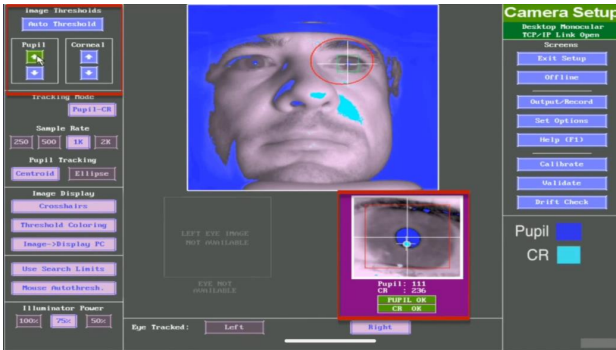 Image Thresholds
Auto Threshold
Pupil
Corneal
Tracking Mode
Pupil-CR
Sample Rate
250 500 1K 2K
Pupil Tracking
Centroid Ellipse
Image Display
Crosshairs
Threshold Coloring
Image->Display PC
Use Search Limits
Mouse Autothresh.
Illuminator Power
100% 75% 50%
LEFT EYE IMAGE
NOT AVAILABLE
EYE NOT
AVAILABLE
Pupil: 111
CR : 236
PUPIL OK
CR OK
Eye Tracked: Left Right
Camera Setup
Desktop Monocular
TCP/IP Link Open
Screens
Exit Setup
Offline
Output/Record
Set Options
Help (F1)
Calibrate
Validate
Drift Check
Pupil
CR